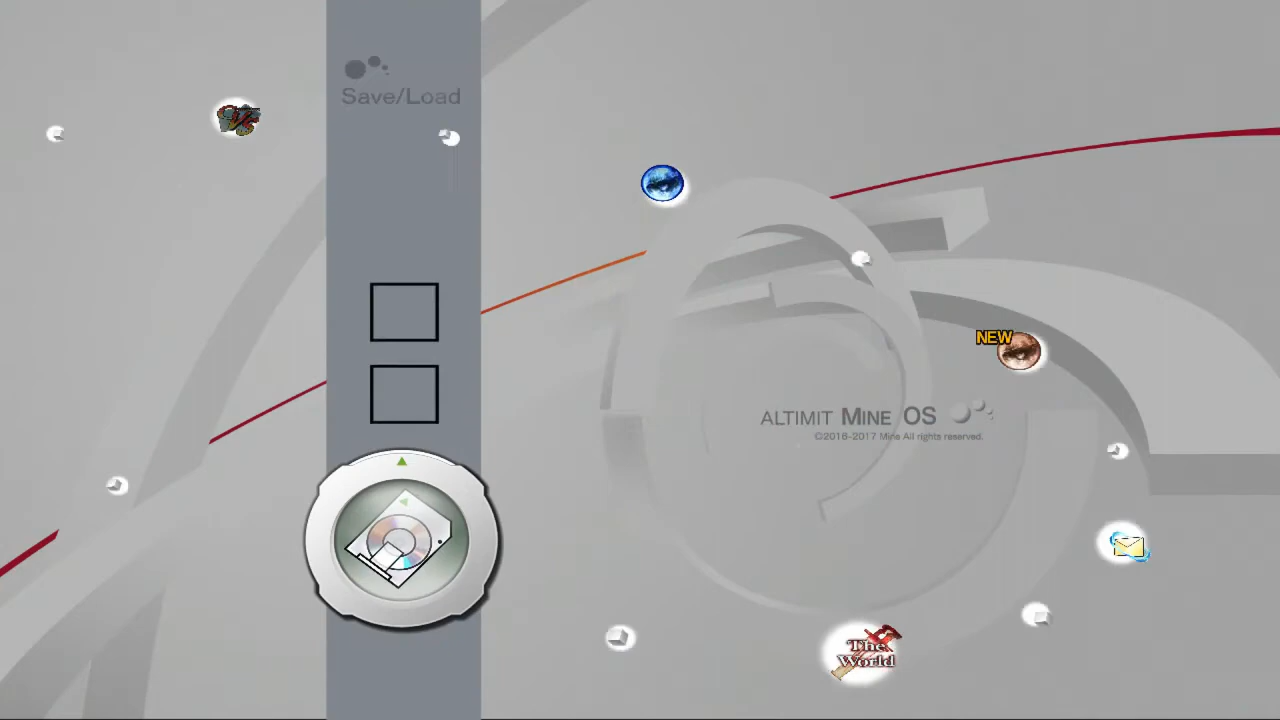 Save/Load
NEW
ALTIMIT MINE OS
©2016-2017 Mine All rights reserved.
The
World